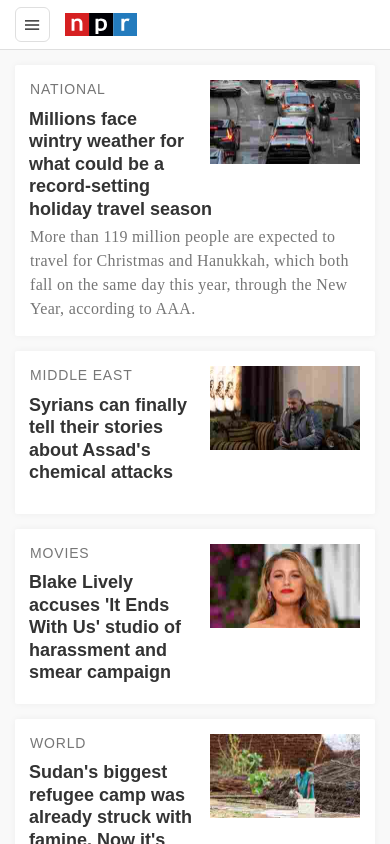 npr
NATIONAL
Millions face
wintry weather for
what could be a
record-setting
holiday travel season
More than 119 million people are expected to
travel for Christmas and Hanukkah, which both
fall on the same day this year, through the New
Year, according to AAA.
MIDDLE EAST
Syrians can finally
tell their stories
about Assad's
chemical attacks
MOVIES
Blake Lively
accuses 'It Ends
With Us' studio of
harassment and
smear campaign
WORLD
Sudan's biggest
refugee camp was
already struck with
famine. Now it's